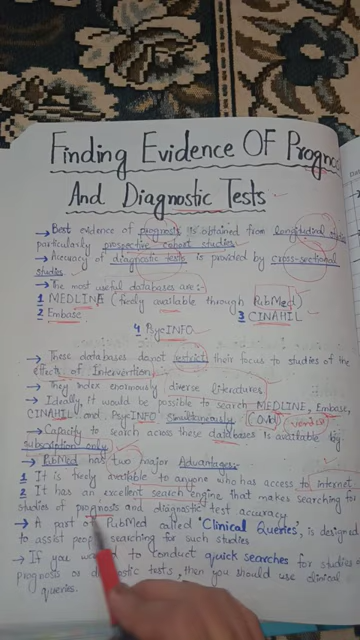 Finding Evidence OF Progn
And Diagnostic Tests
→ Best evidence of prognosis is obtained from longitudinal
particularly prospective cohort studies
→ Accuracy of diagnostic tests is provided by cross-sectional
studies.
→ The most useful databases are:-
1 MEDLINE (freely available through PubMed)
2 Embase
3 CINAHIL
4 PsycINFO
→ These databases donot restrict their focus to studies of the
effects of Intervention.
→ They index enormously diverse literatures
→ Ideally it would be possible to search MEDLINE, Embase,
CINAHIL and PsycINFO Simultaneously (Ovid) vendor
→ Capacity to search across these databases is available by
subscription only.
→ PubMed has two major Advantages:-
1 It is freely available to anyone who has access to internet.
2 It has an excellent search engine that makes searching for
studies of prognosis and diagnostic test accuracy
→ A part of PubMed called 'Clinical Queries', is designed
to assist people searching for such studies
→ If you to conduct quick searches for studies
prognosis or diagnostic tests, then you should use clinical
queries.